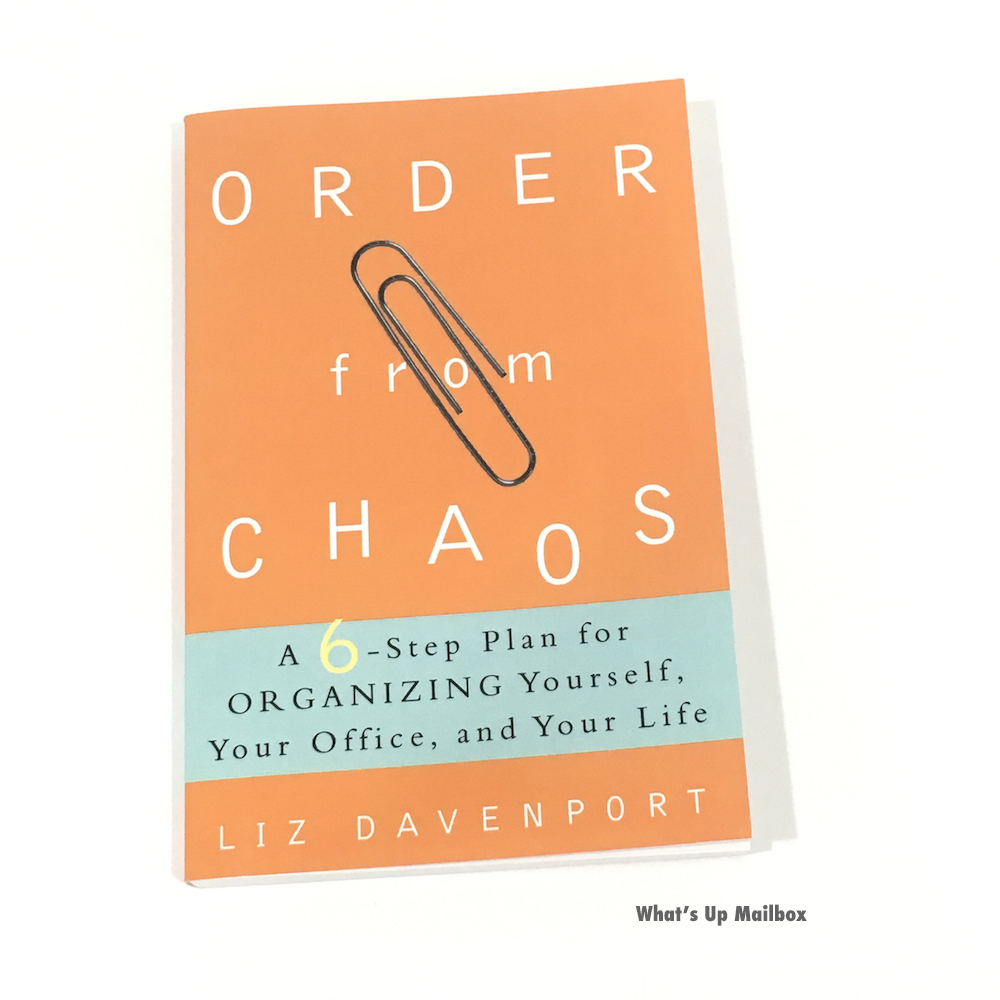 ORDER
from
CHAOS
A 6-Step Plan for
ORGANIZING Yourself,
Your Office, and Your Life
LIZ DAVENPORT
What's Up Mailbox